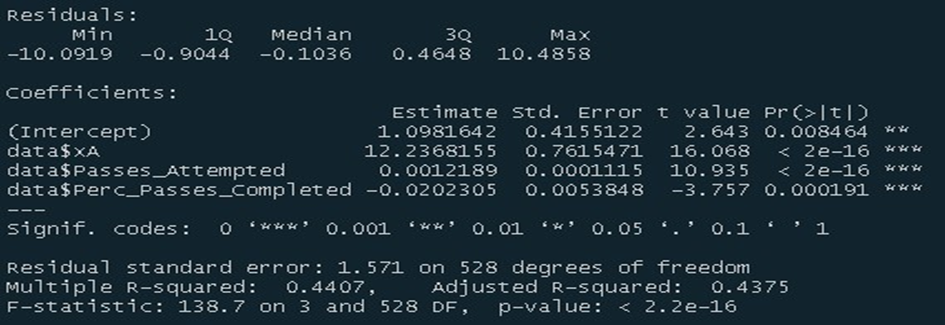 Residuals:
     Min       1Q   Median       3Q      Max
-10.0919  -0.9044  -0.1036   0.4648  10.4858

Coefficients:
                             Estimate Std. Error t value Pr(>|t|)
(Intercept)                 1.0981642  0.4155122   2.643 0.008464 **
data$xA                    12.2368155  0.7615471  16.068  < 2e-16 ***
data$Passes_Attempted       0.0012189  0.0001115  10.935  < 2e-16 ***
data$Perc_Passes_Completed -0.0202305  0.0053848  -3.757 0.000191 ***
---
Signif. codes:  0 ‘***’ 0.001 ‘**’ 0.01 ‘*’ 0.05 ‘.’ 0.1 ‘ ’ 1

Residual standard error: 1.571 on 528 degrees of freedom
Multiple R-squared:  0.4407,	Adjusted R-squared:  0.4375
F-statistic: 138.7 on 3 and 528 DF,  p-value: < 2.2e-16